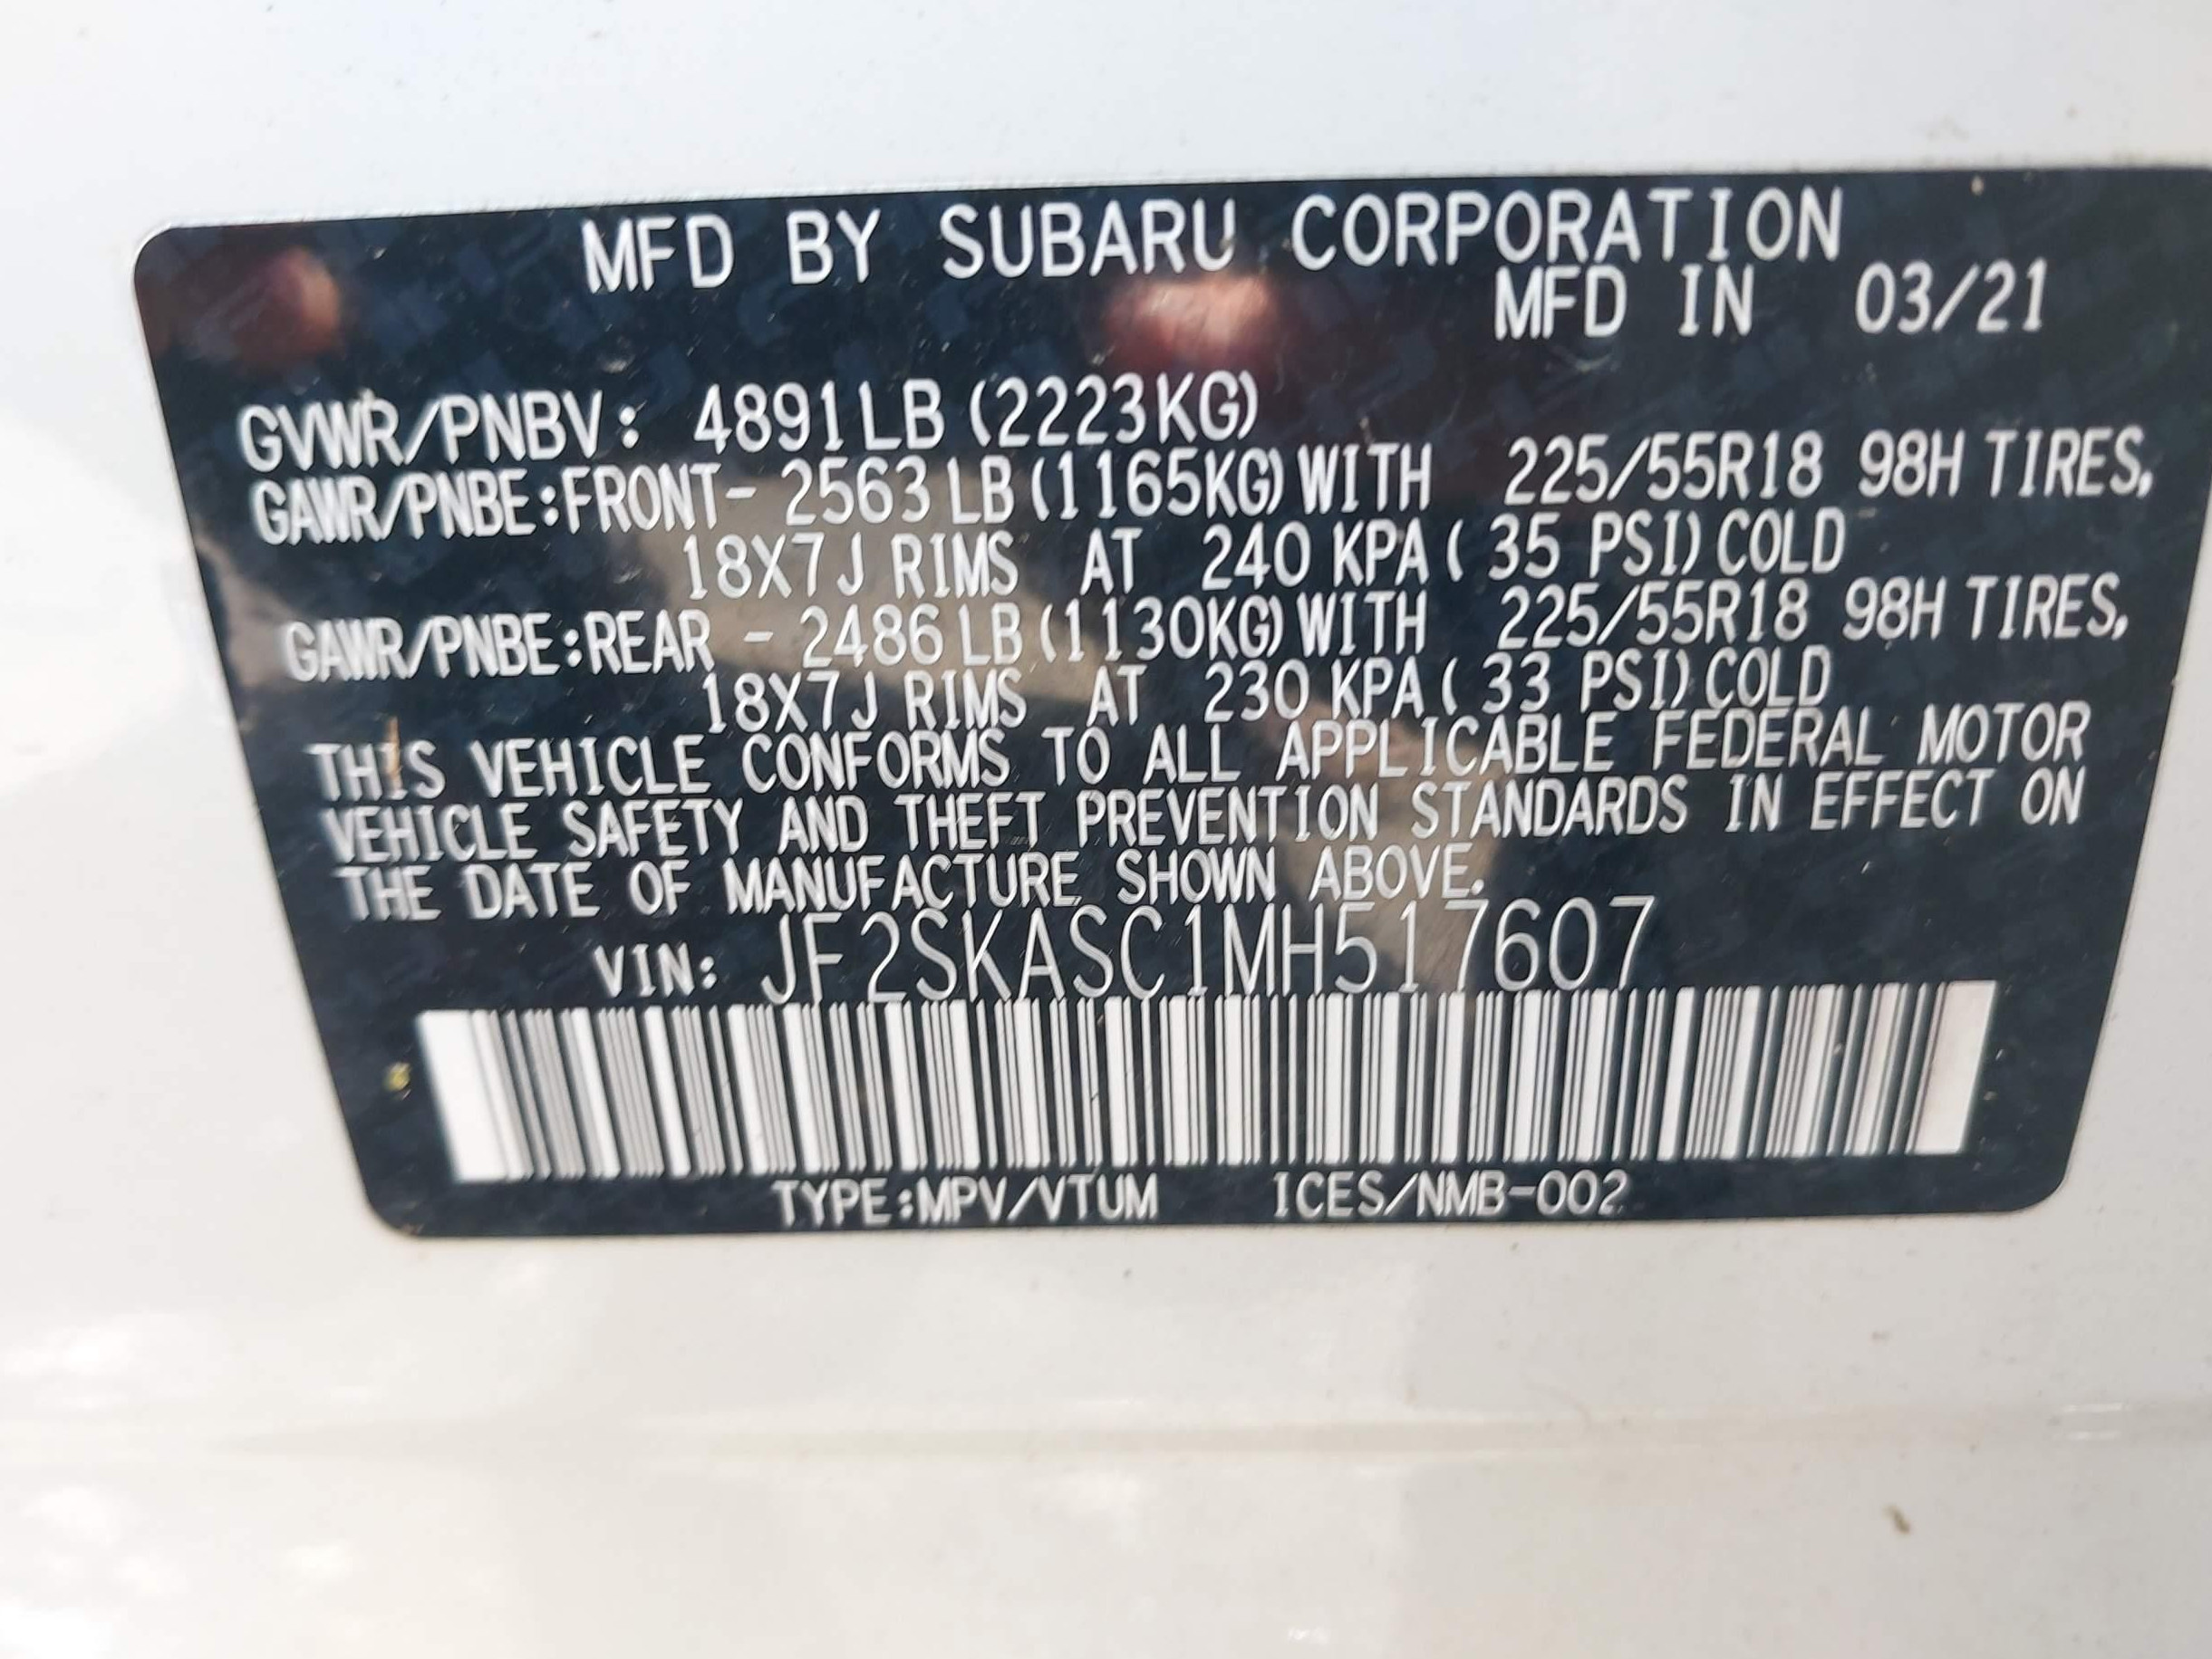 MFD BY SUBARU CORPORATION
MFD IN 03/21
GVWR/PNBV: 4891LB (2223KG)
GAWR/PNBE:FRONT- 2563 LB (1165KG) WITH 225/55R18 98H TIRES,
18X7J RIMS AT 240 KPA ( 35 PSI) COLD
GAWR/PNBE:REAR - 2486 LB (1130KG) WITH 225/55R18 98H TIRES,
18X7J RIMS AT 230 KPA ( 33 PSI) COLD
THIS VEHICLE CONFORMS TO ALL APPLICABLE FEDERAL MOTOR
VEHICLE SAFETY AND THEFT PREVENTION STANDARDS IN EFFECT ON
THE DATE OF MANUFACTURE SHOWN ABOVE.
VIN: JF2SKASC1MH517607
TYPE:MPV/VTUM ICES/NMB-002